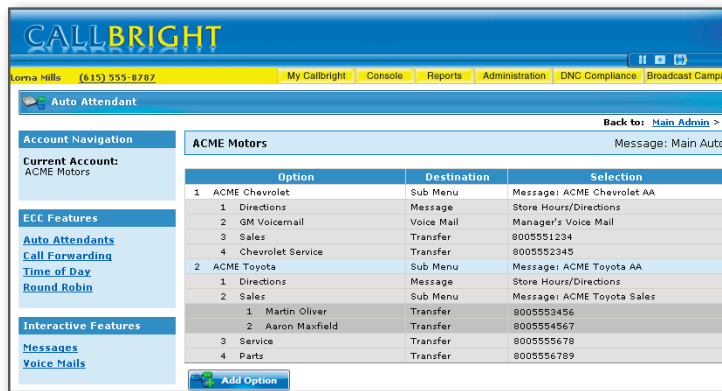 CALLBRIGHT
Lorna Mills (615) 555-8787 My Callbright Console Reports Administration DNC Compliance Broadcast Campa
Auto Attendant
Back to: Main Admin >
Account Navigation
Current Account:
ACME Motors
ECC Features
Auto Attendants
Call Forwarding
Time of Day
Round Robin
Interactive Features
Messages
Voice Mails
ACME Motors Message: Main Auto
Option Destination Selection
1 ACME Chevrolet Sub Menu Message: ACME Chevrolet AA
1 Directions Message Store Hours/Directions
2 GM Voicemail Voice Mail Manager's Voice Mail
3 Sales Transfer 8005551234
4 Chevrolet Service Transfer 8005552345
2 ACME Toyota Sub Menu Message: ACME Toyota AA
1 Directions Message Store Hours/Directions
2 Sales Sub Menu Message: ACME Toyota Sales
1 Martin Oliver Transfer 8005553456
2 Aaron Maxfield Transfer 8005554567
3 Service Transfer 8005555678
4 Parts Transfer 8005556789
Add Option